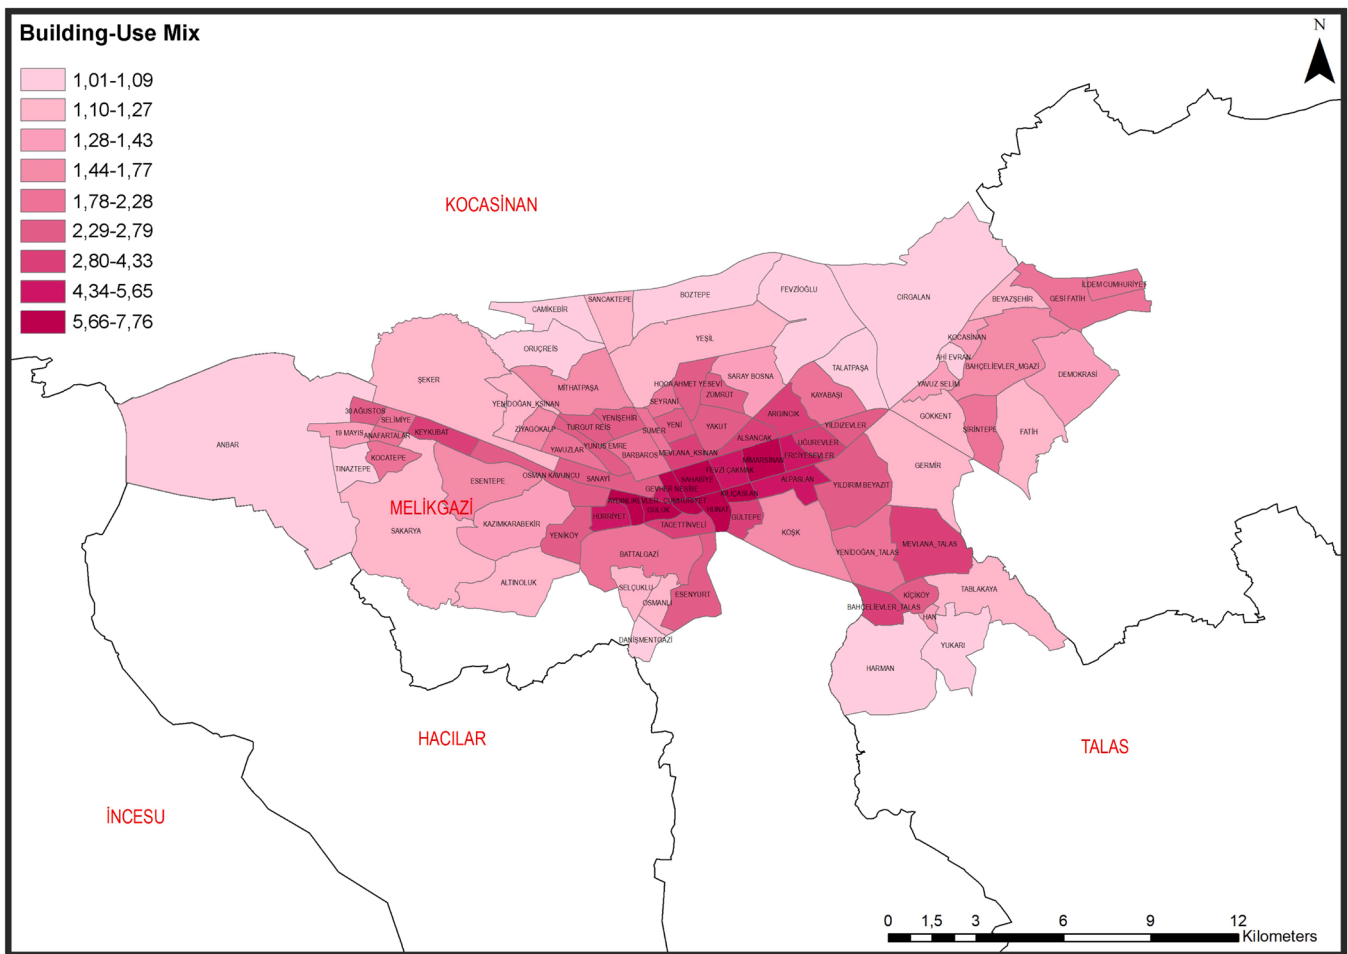 Building-Use Mix
1,01-1,09
1,10-1,27
1,28-1,43
1,44-1,77
1,78-2,28
2,29-2,79
2,80-4,33
4,34-5,65
5,66-7,76
N
KOCASİNAN
CIRGALAN
İLDEM CUMHURİYET
GESİ FATİH
BEYAZŞEHİR
FEVZİOĞLU
BOZTEPE
SANCAKTEPE
CAMİKEBİR
KOCASİNAN
YEŞİL
ORUÇREİS
AHİ EVRAN
BAHÇELİEVLER_MGAZİ
TALATPAŞA
DEMOKRASİ
SARAY BOSNA
ŞEKER
HOCA AHMET YESEVİ
YAVUZ SELİM
MİTHATPAŞA
ZÜMRÜT
KAYABAŞI
SEYRANİ
YENİDOĞAN_KSİNAN
30 AĞUSTOS
ARGINCIK
GÖKKENT
SELİMİYE
YENİŞEHİR
YENİ
YILDIZEVLER
TURGUT REİS
YAKUT
ZİYAGÖKALP
SÜMER
ŞİRİNTEPE
FATİH
19 MAYIS
ANAFARTALAR
KEYKUBAT
ALSANCAK
UĞUREVLER
ANBAR
YUNUS EMRE
YAVUZLAR
MEVLANA_KSİNAN
BARBAROS
KOCATEPE
ERCİYESEVLER
MİMARSİNAN
GERMİR
TINAZTEPE
FEVZİ ÇAKMAK
OSMAN KAVUNCU
SANAYİ
SAHABİYE
ALPASLAN
ESENTEPE
YILDIRIM BEYAZIT
GEVHER NESİBE
KILIÇASLAN
AYDINLIKEVLER
CUMHURİYET
MELİKGAZİ
HUNAT
HÜRRİYET
GÜLTEPE
KAZIMKARABEKİR
TACETTİNVELİ
SAKARYA
KÖŞK
YENİKÖY
MEVLANA_TALAS
YENİDOĞAN_TALAS
BATTALGAZİ
ALTINOLUK
SELÇUKLU
TABLAKAYA
ESENYURT
KİÇİKÖY
OSMANLI
BAHÇELİEVLER_TALAS
HAN
DANİŞMENTGAZİ
YUKARI
HARMAN
HACILAR
TALAS
İNCESU
0 1,5 3 6 9 12
Kilometers